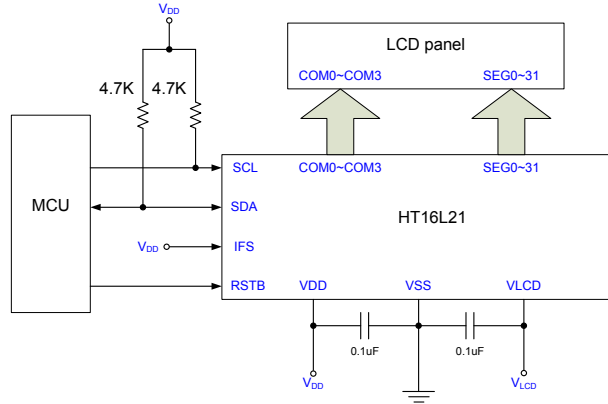 VDD
LCD panel
COM0~COM3 SEG0~31
4.7K 4.7K
MCU
SCL COM0~COM3 SEG0~31
SDA HT16L21
VDD IFS
RSTB VDD VSS VLCD
0.1uF 0.1uF
VDD VLCD